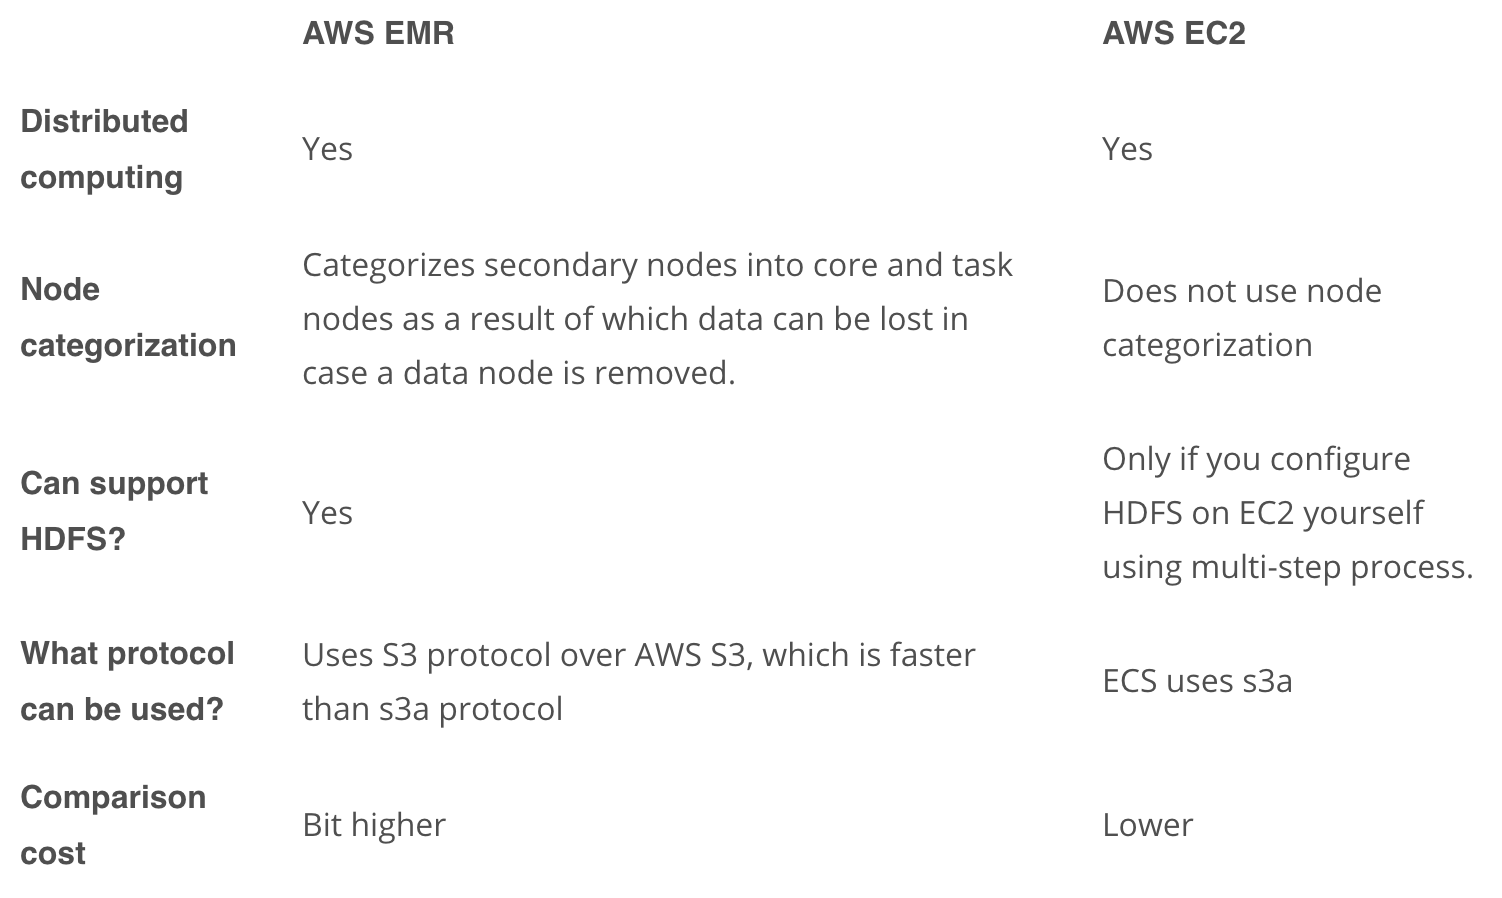 AWS EMR
AWS EC2
Distributed
computing
Yes
Yes
Node
categorization
Categorizes secondary nodes into core and task
nodes as a result of which data can be lost in
case a data node is removed.
Does not use node
categorization
Can support
HDFS?
Yes
Only if you configure
HDFS on EC2 yourself
using multi-step process.
What protocol
can be used?
Uses S3 protocol over AWS S3, which is faster
than s3a protocol
ECS uses s3a
Comparison
cost
Bit higher
Lower